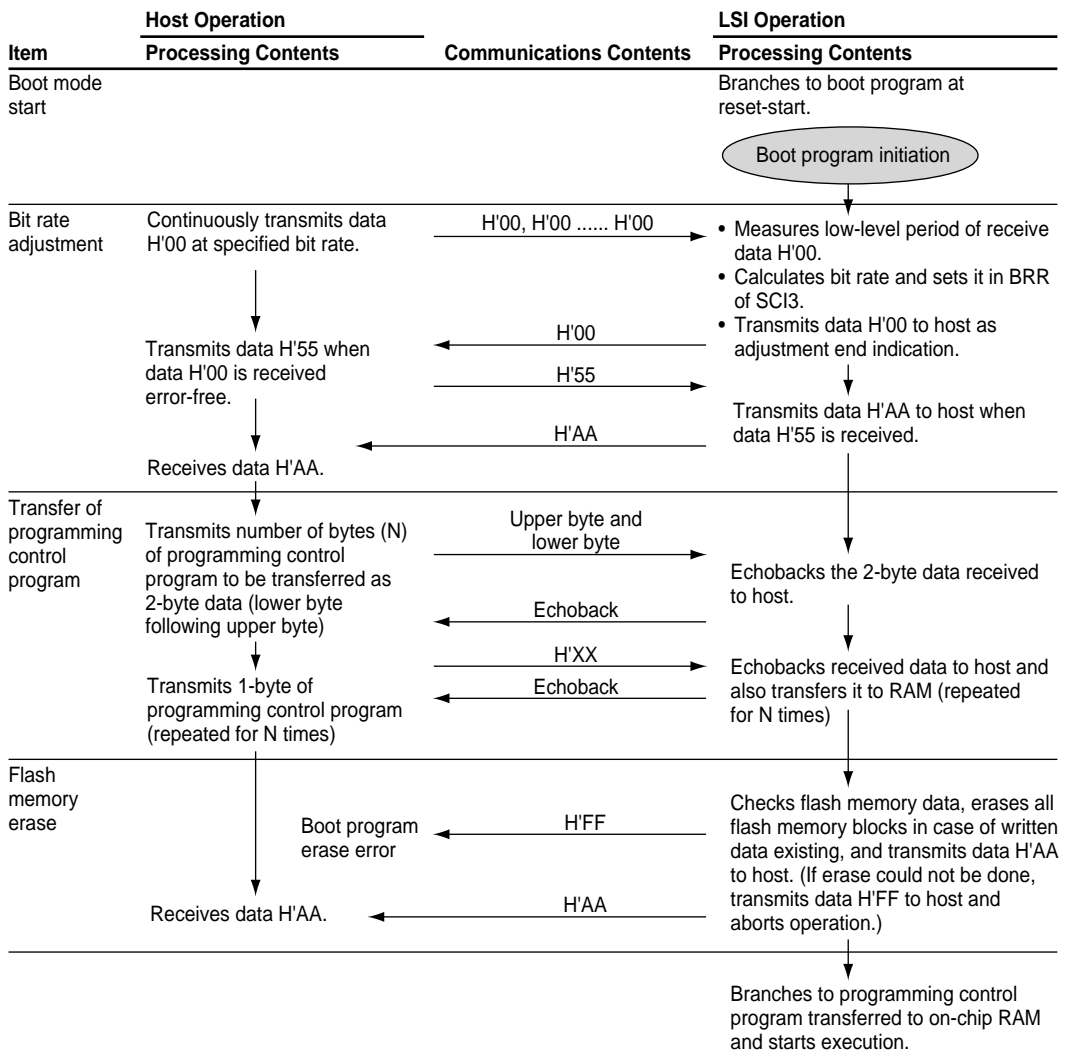 Host Operation
LSI Operation
Item
Processing Contents
Communications Contents
Processing Contents
Boot mode
start
Branches to boot program at
reset-start.
Boot program initiation
Bit rate
adjustment
Continuously transmits data
H'00 at specified bit rate.
H'00, H'00 ...... H'00
• Measures low-level period of receive
data H'00.
• Calculates bit rate and sets it in BRR
of SCI3.
• Transmits data H'00 to host as
adjustment end indication.
H'00
Transmits data H'55 when
data H'00 is received
error-free.
H'55
Transmits data H'AA to host when
data H'55 is received.
H'AA
Receives data H'AA.
Transfer of
programming
control
program
Transmits number of bytes (N)
of programming control
program to be transferred as
2-byte data (lower byte
following upper byte)
Upper byte and
lower byte
Echobacks the 2-byte data received
to host.
Echoback
H'XX
Echobacks received data to host and
also transfers it to RAM (repeated
for N times)
Echoback
Transmits 1-byte of
programming control program
(repeated for N times)
Flash
memory
erase
Boot program
erase error
H'FF
Checks flash memory data, erases all
flash memory blocks in case of written
data existing, and transmits data H'AA
to host. (If erase could not be done,
transmits data H'FF to host and
aborts operation.)
H'AA
Receives data H'AA.
Branches to programming control
program transferred to on-chip RAM
and starts execution.